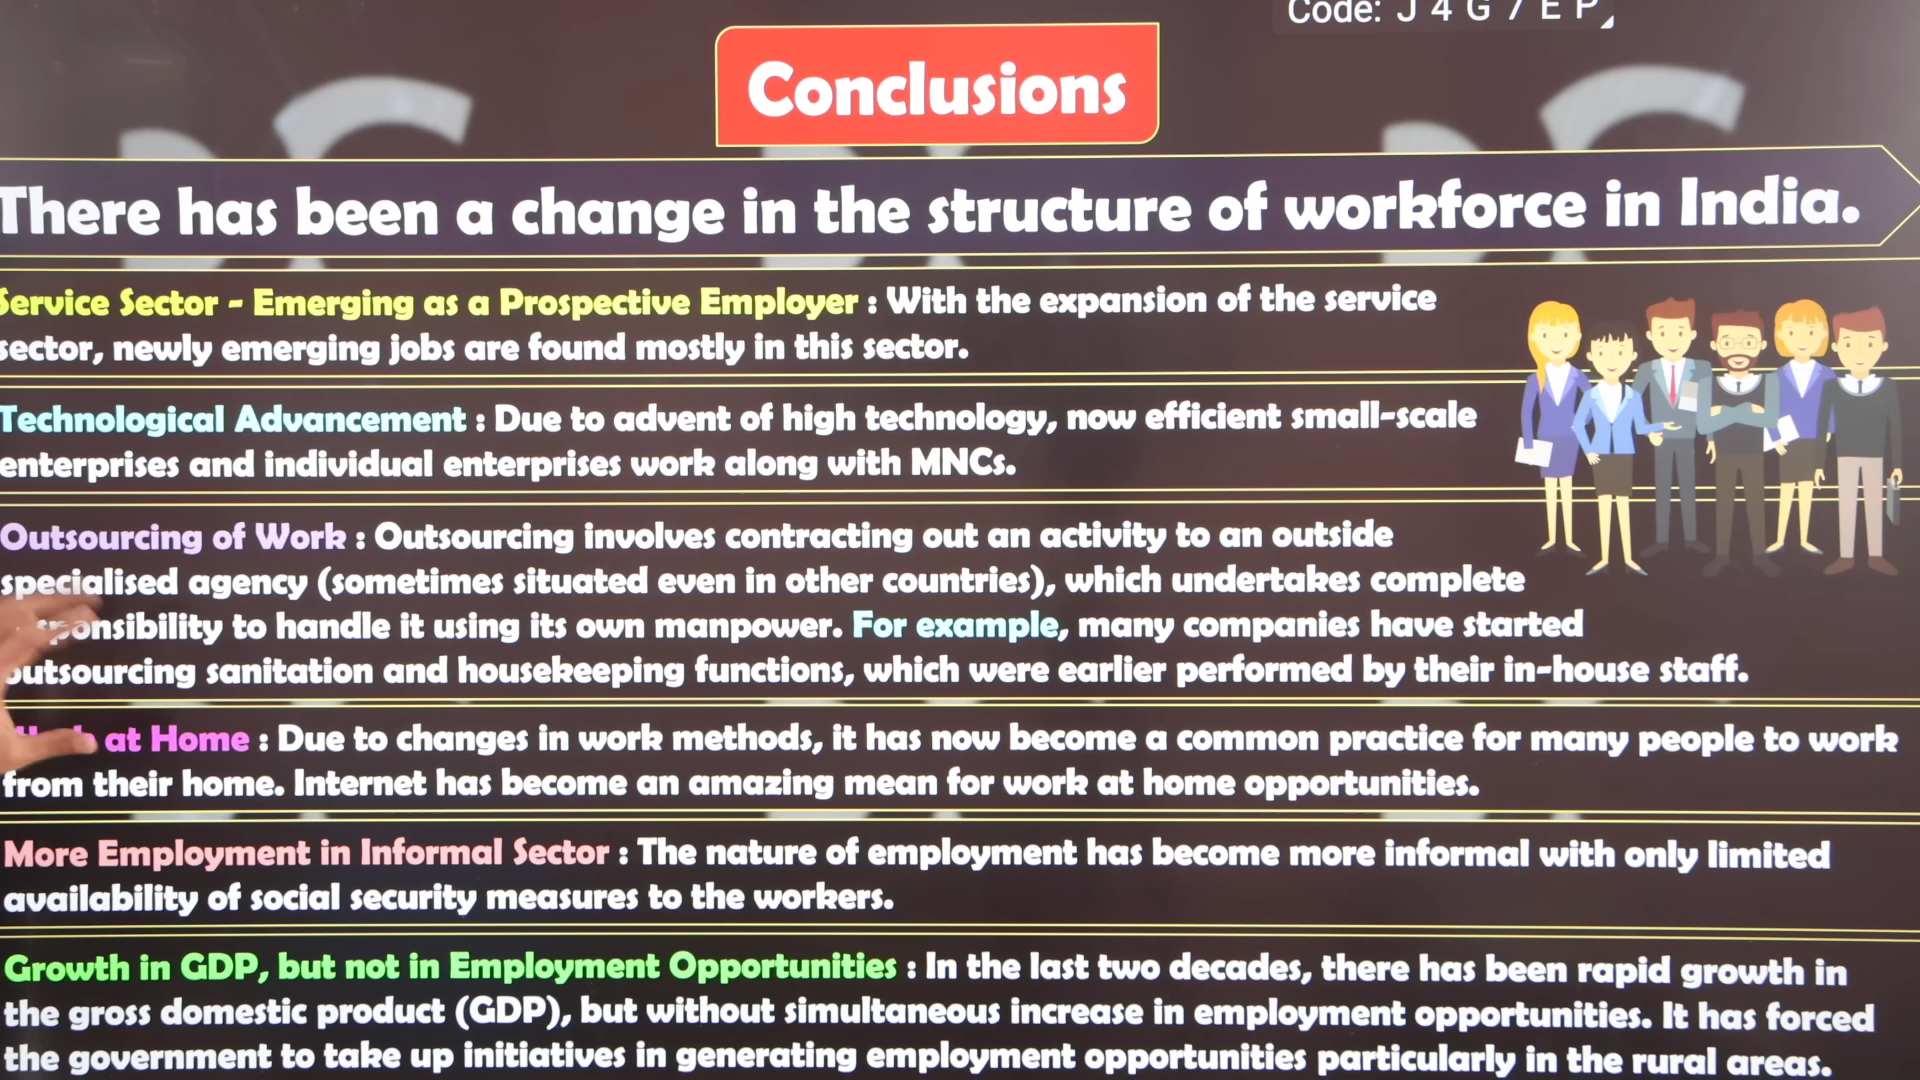 Code: J 4 G 7 E P
Conclusions
There has been a change in the structure of workforce in India.
Service Sector - Emerging as a Prospective Employer : With the expansion of the service
sector, newly emerging jobs are found mostly in this sector.
Technological Advancement : Due to advent of high technology, now efficient small-scale
enterprises and individual enterprises work along with MNCs.
Outsourcing of Work : Outsourcing involves contracting out an activity to an outside
specialised agency (sometimes situated even in other countries), which undertakes complete
sponsibility to handle it using its own manpower. For example, many companies have started
outsourcing sanitation and housekeeping functions, which were earlier performed by their in-house staff.
at Home : Due to changes in work methods, it has now become a common practice for many people to work
from their home. Internet has become an amazing mean for work at home opportunities.
More Employment in Informal Sector : The nature of employment has become more informal with only limited
availability of social security measures to the workers.
Growth in GDP, but not in Employment Opportunities : In the last two decades, there has been rapid growth in
the gross domestic product (GDP), but without simultaneous increase in employment opportunities. It has forced
the government to take up initiatives in generating employment opportunities particularly in the rural areas.